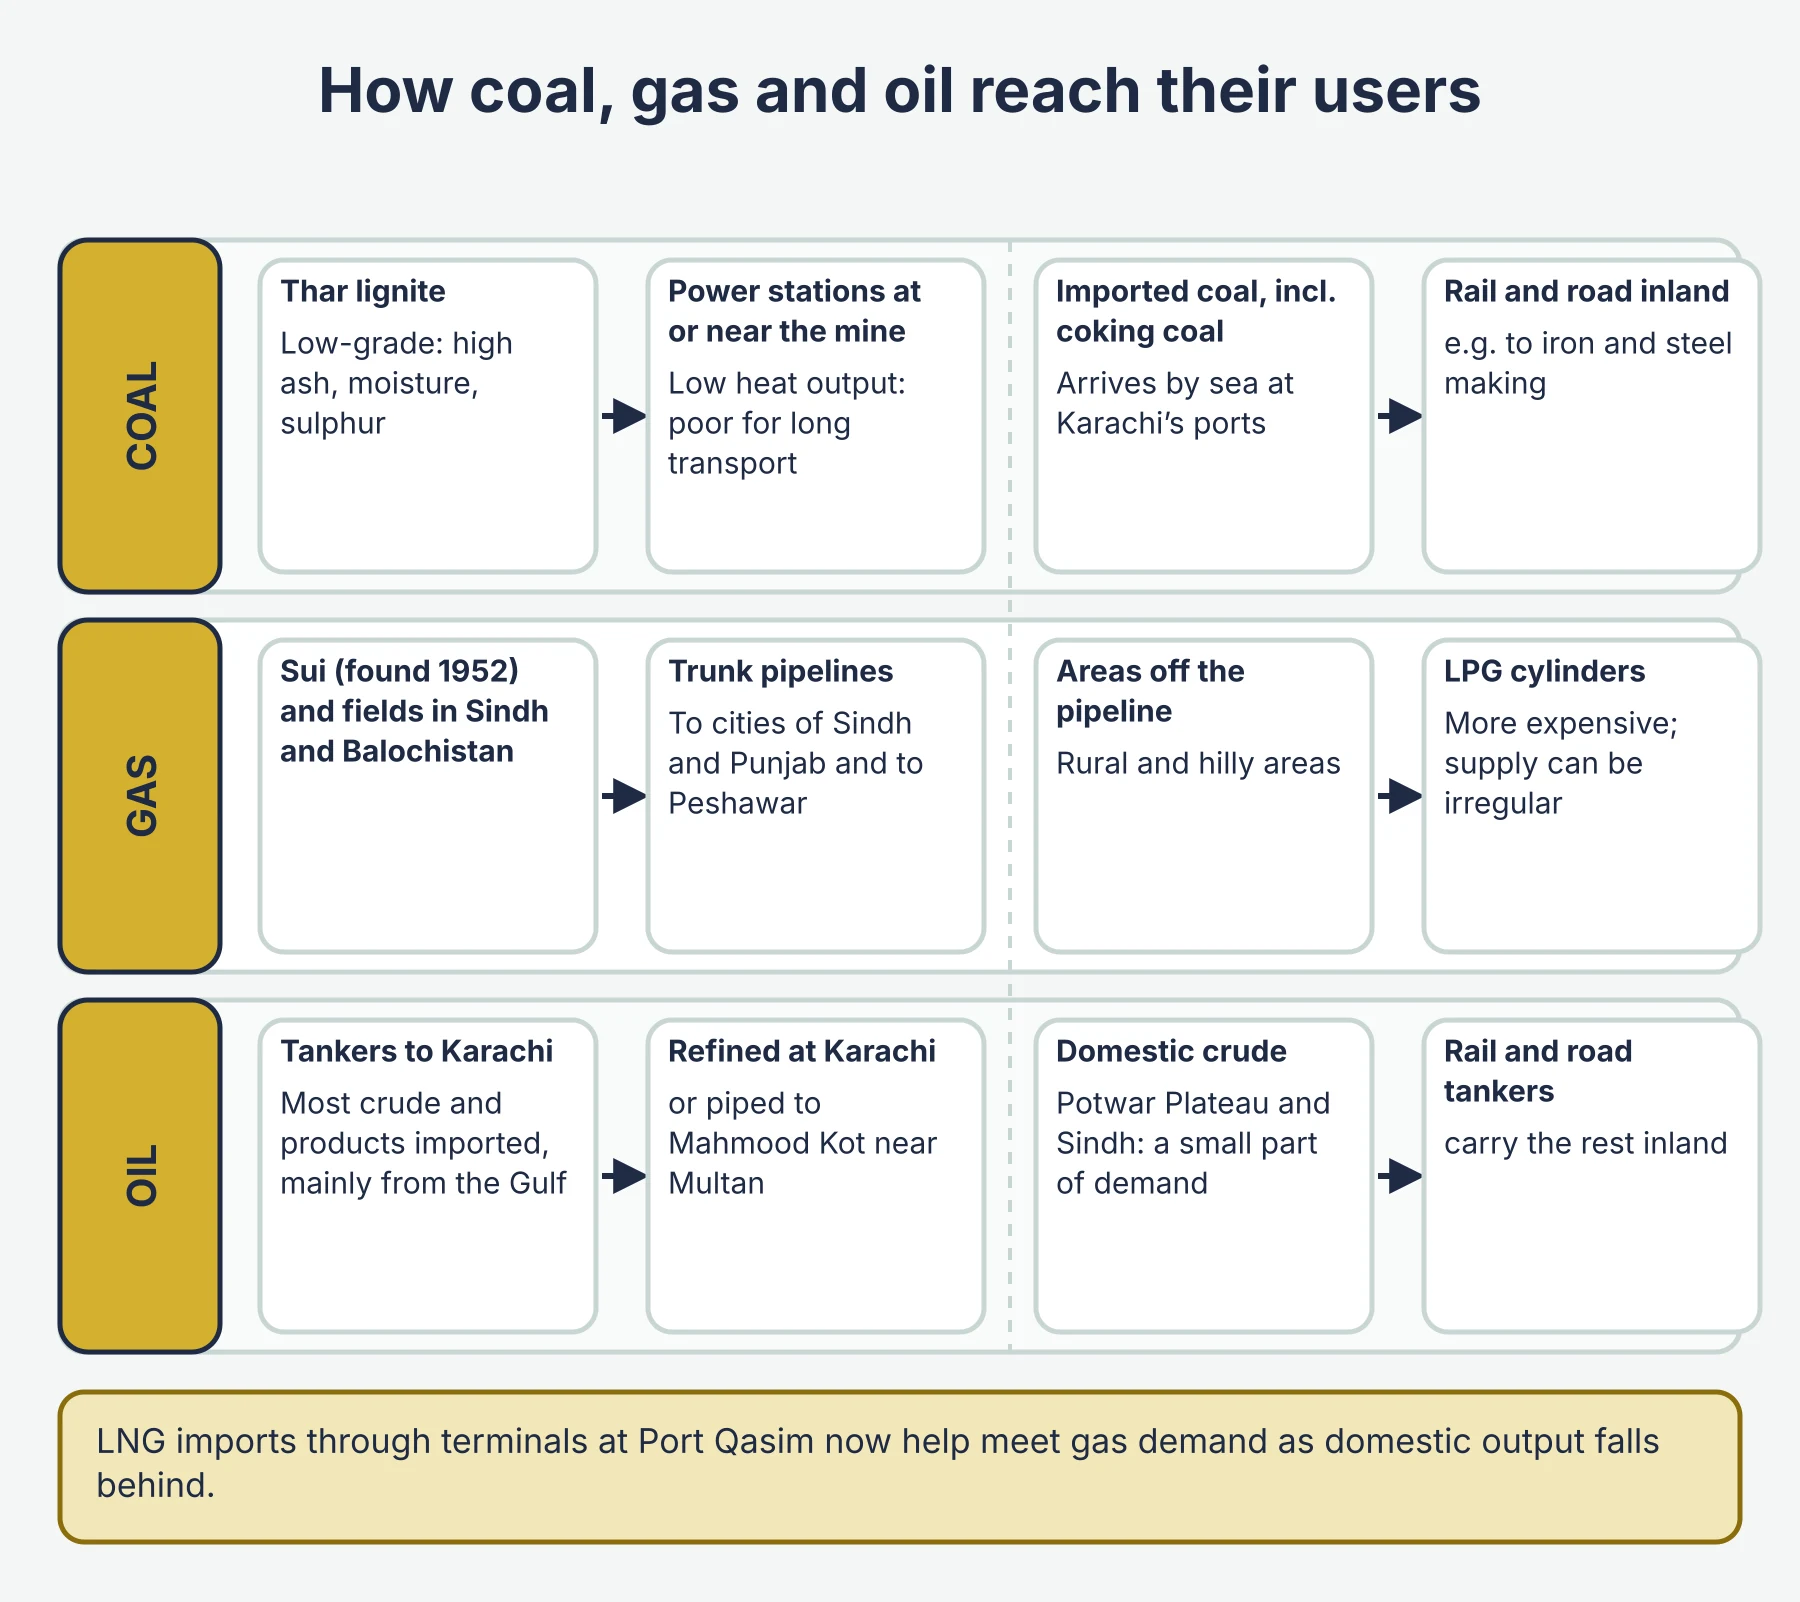 How coal, gas and oil reach their users
COAL
Thar lignite
Low-grade: high
ash, moisture,
sulphur
Power stations at
or near the mine
Low heat output:
poor for long
transport
Imported coal, incl.
coking coal
Arrives by sea at
Karachi’s ports
Rail and road inland
e.g. to iron and steel
making
GAS
Sui (found 1952)
and fields in Sindh
and Balochistan
Trunk pipelines
To cities of Sindh
and Punjab and to
Peshawar
Areas off the
pipeline
Rural and hilly areas
LPG cylinders
More expensive;
supply can be
irregular
OIL
Tankers to Karachi
Most crude and
products imported,
mainly from the Gulf
Refined at Karachi
or piped to
Mahmood Kot near
Multan
Domestic crude
Potwar Plateau and
Sindh: a small part
of demand
Rail and road
tankers
carry the rest inland
LNG imports through terminals at Port Qasim now help meet gas demand as domestic output falls
behind.